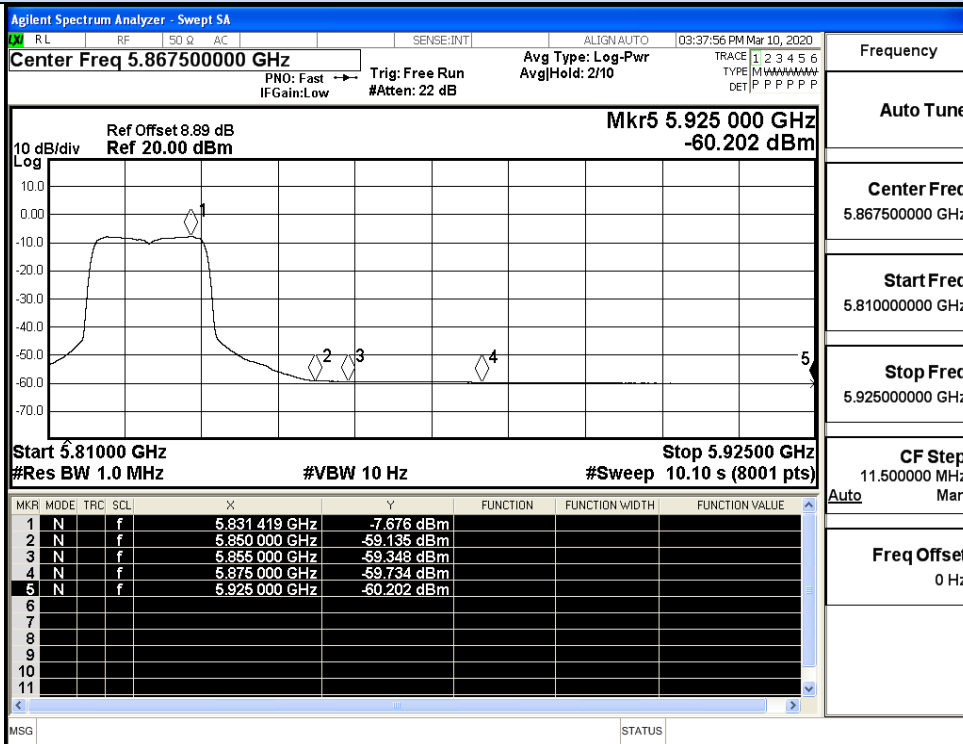 Agilent Spectrum Analyzer - Swept SA
LXI RL RF 50 Ω AC SENSE:INT ALIGN AUTO 03:37:56 PM Mar 10, 2020
Center Freq 5.867500000 GHz
PNO: Fast
IFGain:Low
Trig: Free Run
#Atten: 22 dB
Avg Type: Log-Pwr
Avg|Hold: 2/10
TRACE 1 2 3 4 5 6
TYPE M W W W W W
DET P P P P P P
Mkr5 5.925 000 GHz
-60.202 dBm
Ref Offset 8.89 dB
10 dB/div Ref 20.00 dBm
Log
10.0
0.00
-10.0
-20.0
-30.0
-40.0
-50.0
-60.0
-70.0
1
2
3
4
5
Start 5.81000 GHz Stop 5.92500 GHz
#Res BW 1.0 MHz #VBW 10 Hz #Sweep 10.10 s (8001 pts)
MKR MODE TRC SCL X Y FUNCTION FUNCTION WIDTH FUNCTION VALUE
1 N f 5.831 419 GHz -7.676 dBm
2 N f 5.850 000 GHz -59.135 dBm
3 N f 5.855 000 GHz -59.348 dBm
4 N f 5.875 000 GHz -59.734 dBm
5 N f 5.925 000 GHz -60.202 dBm
6
7
8
9
10
11
MSG STATUS
Frequency
Auto Tune
Center Freq
5.867500000 GHz
Start Freq
5.810000000 GHz
Stop Freq
5.925000000 GHz
CF Step
11.500000 MHz
Auto Man
Freq Offset
0 Hz